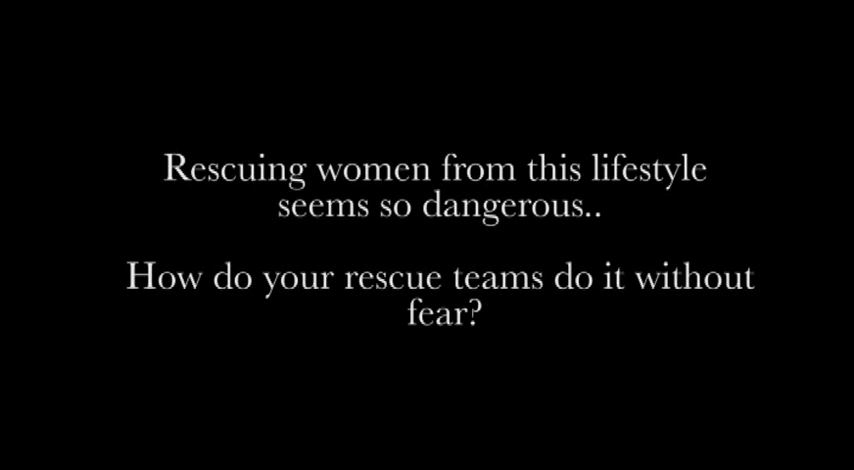 Rescuing women from this lifestyle
seems so dangerous..
How do your rescue teams do it without
fear?